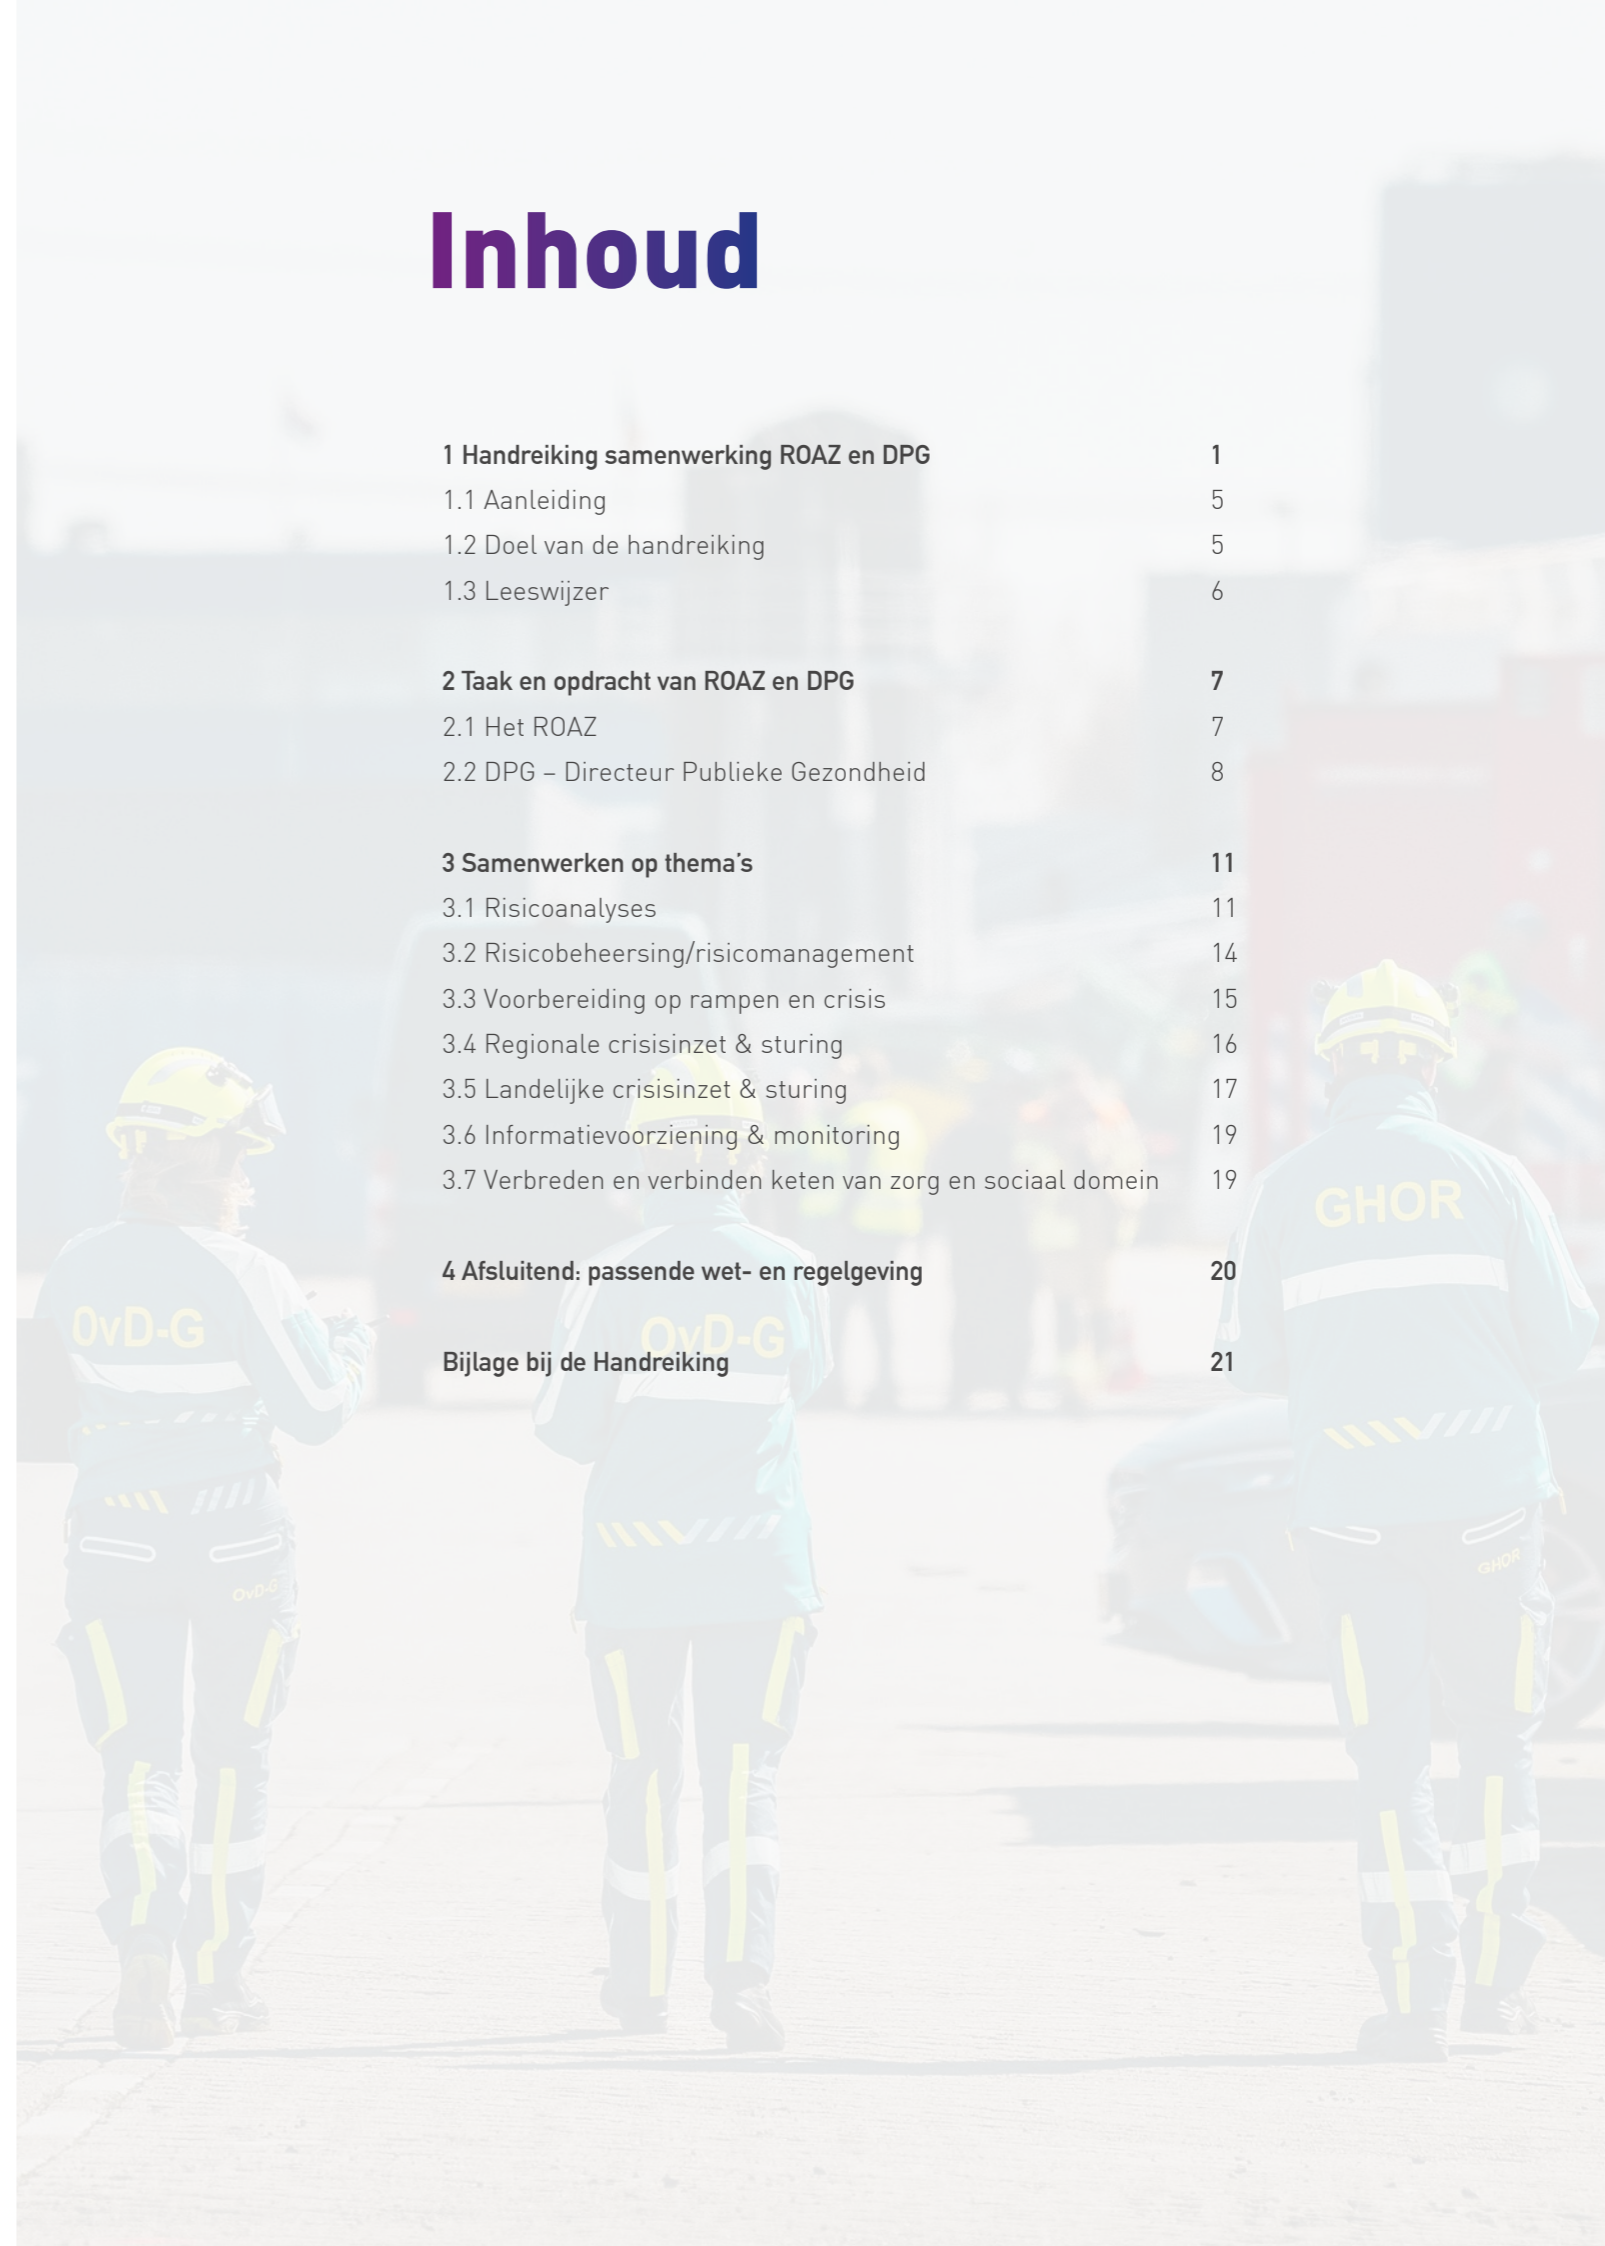 Inhoud
1 Handreiking samenwerking ROAZ en DPG 1
1.1 Aanleiding 5
1.2 Doel van de handreiking 5
1.3 Leeswijzer 6
2 Taak en opdracht van ROAZ en DPG 7
2.1 Het ROAZ 7
2.2 DPG – Directeur Publieke Gezondheid 8
3 Samenwerken op thema’s 11
3.1 Risicoanalyses 11
3.2 Risicobeheersing/risicomanagement 14
3.3 Voorbereiding op rampen en crisis 15
3.4 Regionale crisisinzet & sturing 16
3.5 Landelijke crisisinzet & sturing 17
3.6 Informatievoorziening & monitoring 19
3.7 Verbreden en verbinden keten van zorg en sociaal domein 19
4 Afsluitend: passende wet- en regelgeving 20
Bijlage bij de Handreiking 21
OvD-G
OvD-G
GHOR
OvD-G
GHOR